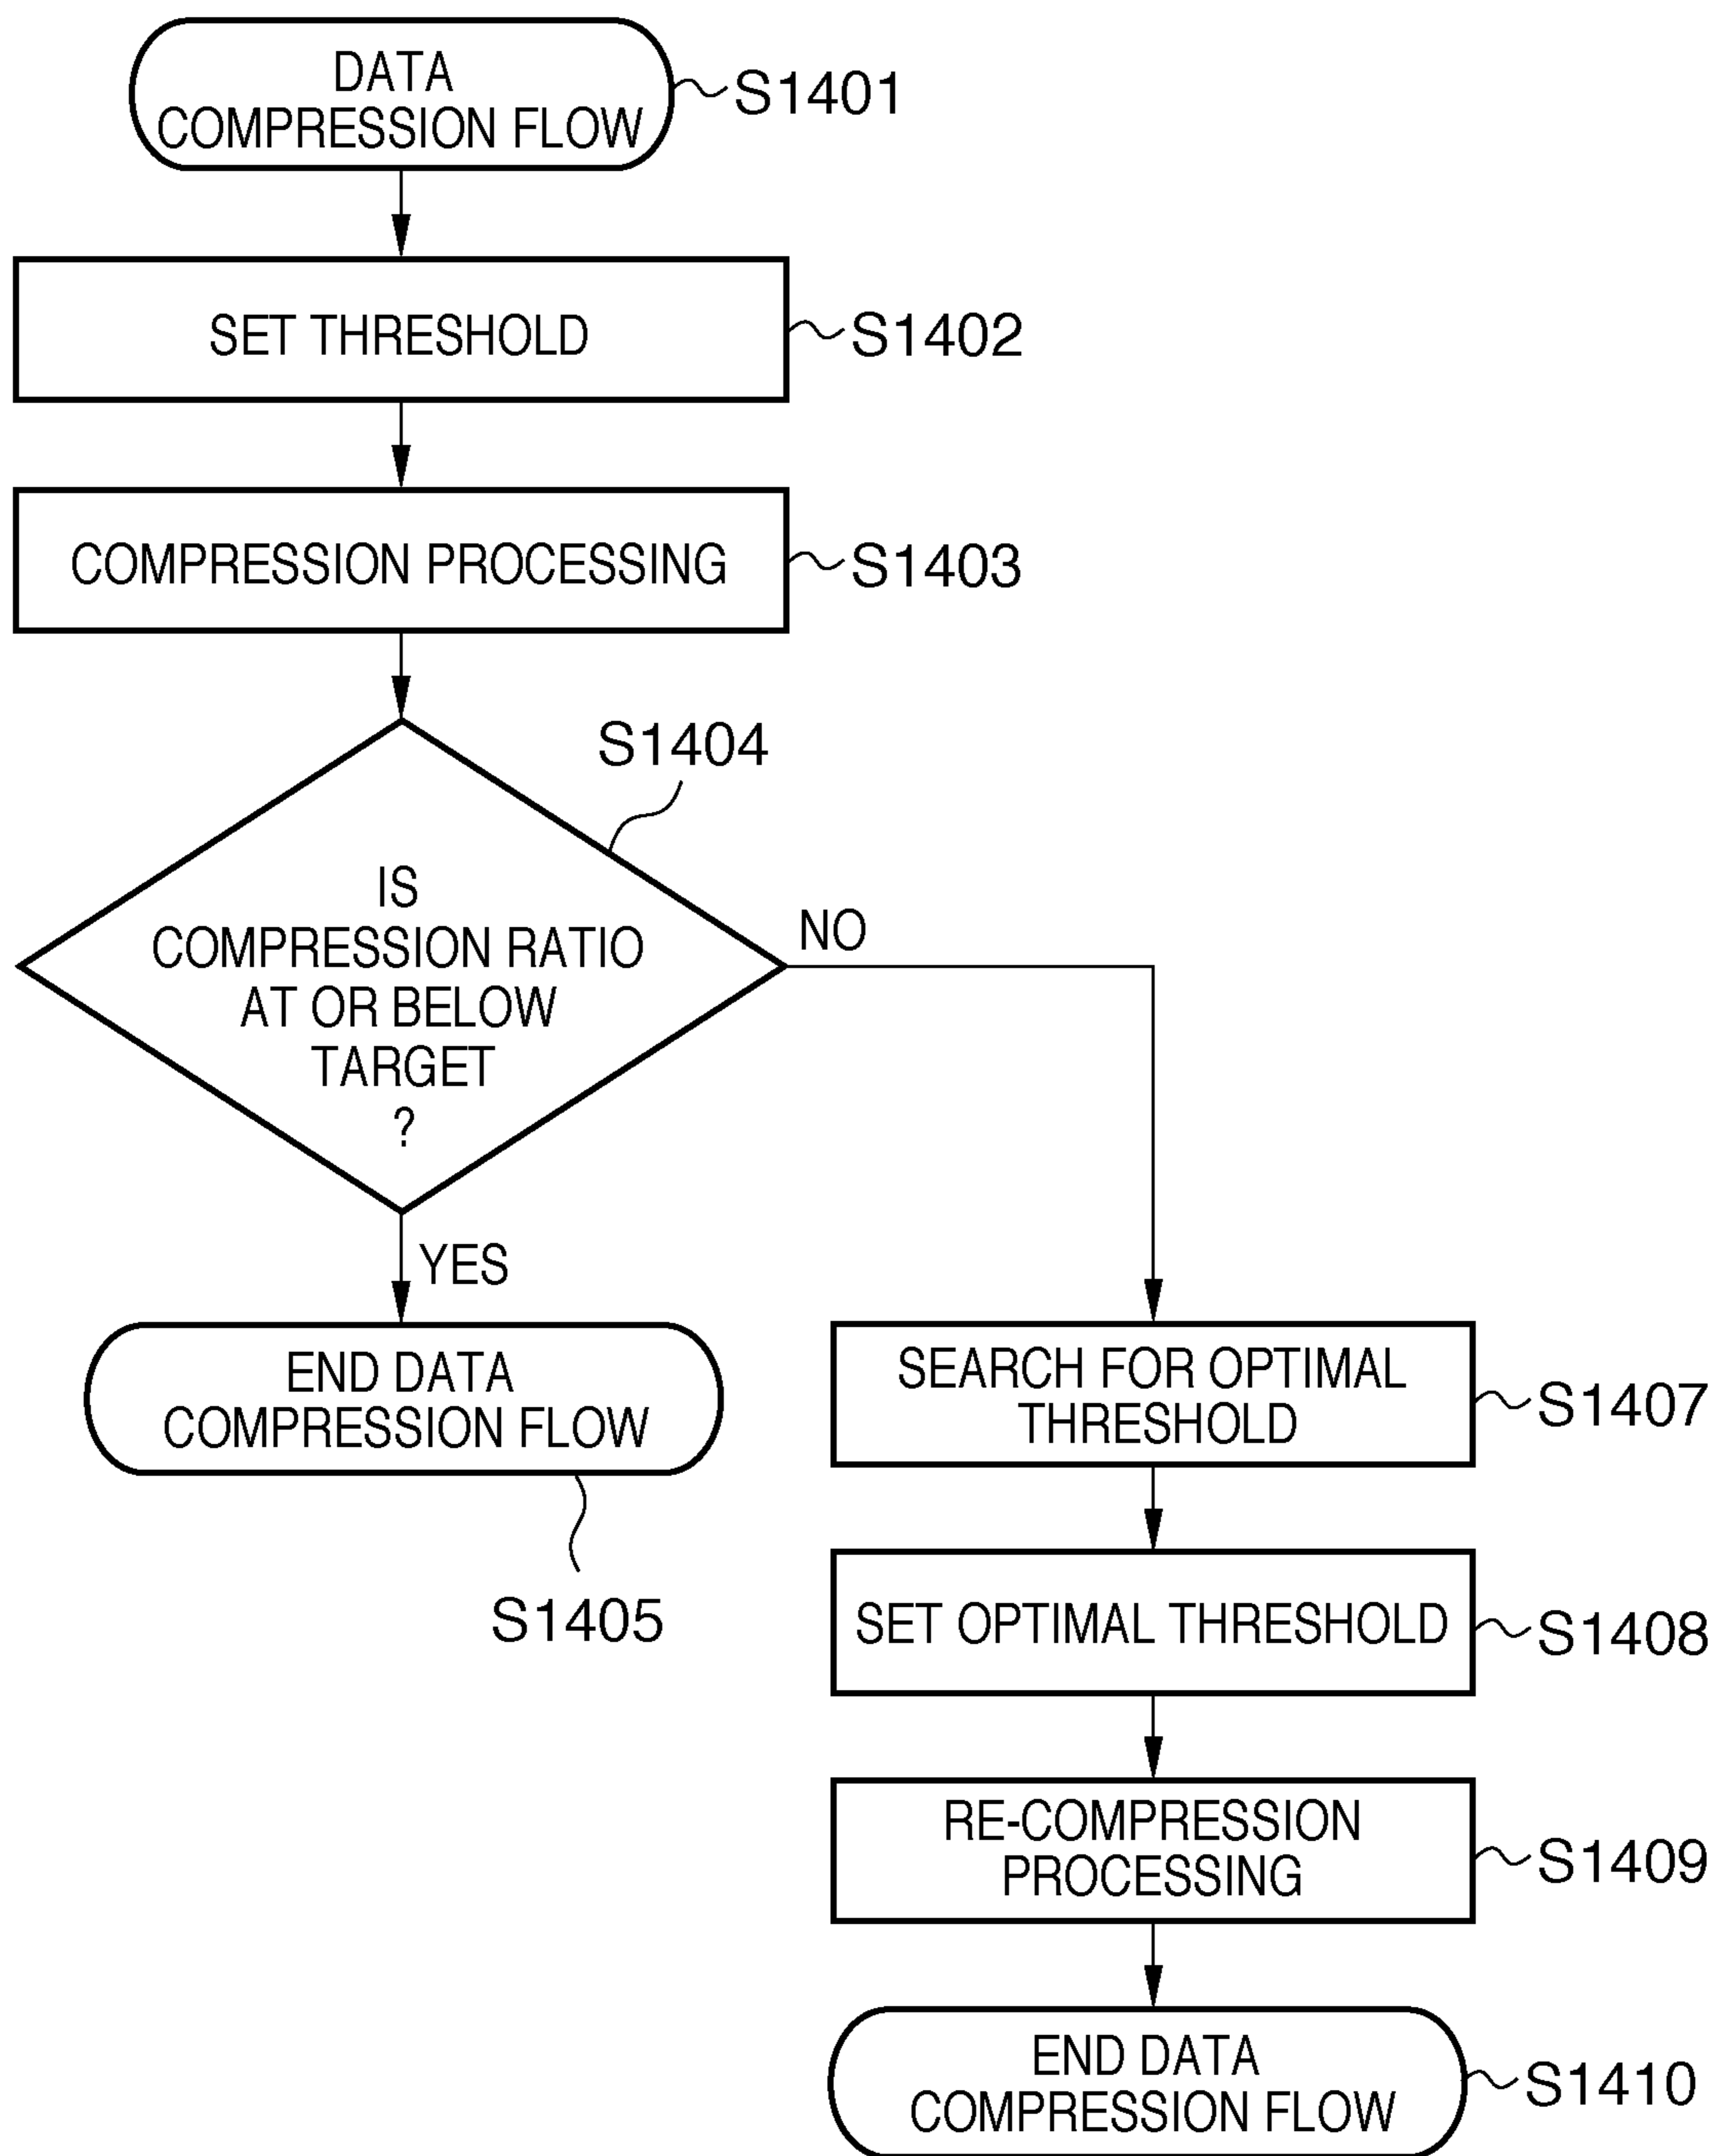 DATA
COMPRESSION FLOW
S1401
SET THRESHOLD
S1402
COMPRESSION PROCESSING
S1403
S1404
IS
COMPRESSION RATIO
AT OR BELOW
TARGET
?
NO
YES
END DATA
COMPRESSION FLOW
S1405
SEARCH FOR OPTIMAL
THRESHOLD
S1407
SET OPTIMAL THRESHOLD
S1408
RE-COMPRESSION
PROCESSING
S1409
END DATA
COMPRESSION FLOW
S1410